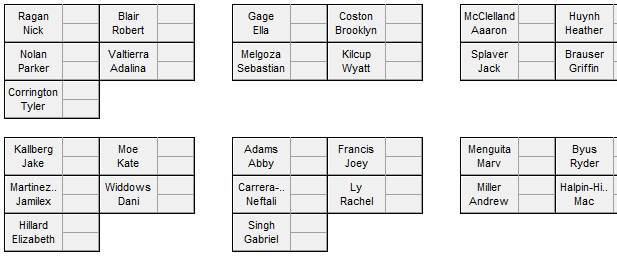 Ragan
Nick
Blair
Robert
Nolan
Parker
Valtierra
Adalina
Corrington
Tyler
Gage
Ella
Coston
Brooklyn
Melgoza
Sebastian
Kilcup
Wyatt
McClelland
Aaaron
Huynh
Heather
Splaver
Jack
Brauser
Griffin
Kallberg
Jake
Moe
Kate
Martinez..
Jamilex
Widdows
Dani
Hillard
Elizabeth
Adams
Abby
Francis
Joey
Carrera-..
Neftali
Ly
Rachel
Singh
Gabriel
Menguita
Marv
Byus
Ryder
Miller
Andrew
Halpin-Hi..
Mac